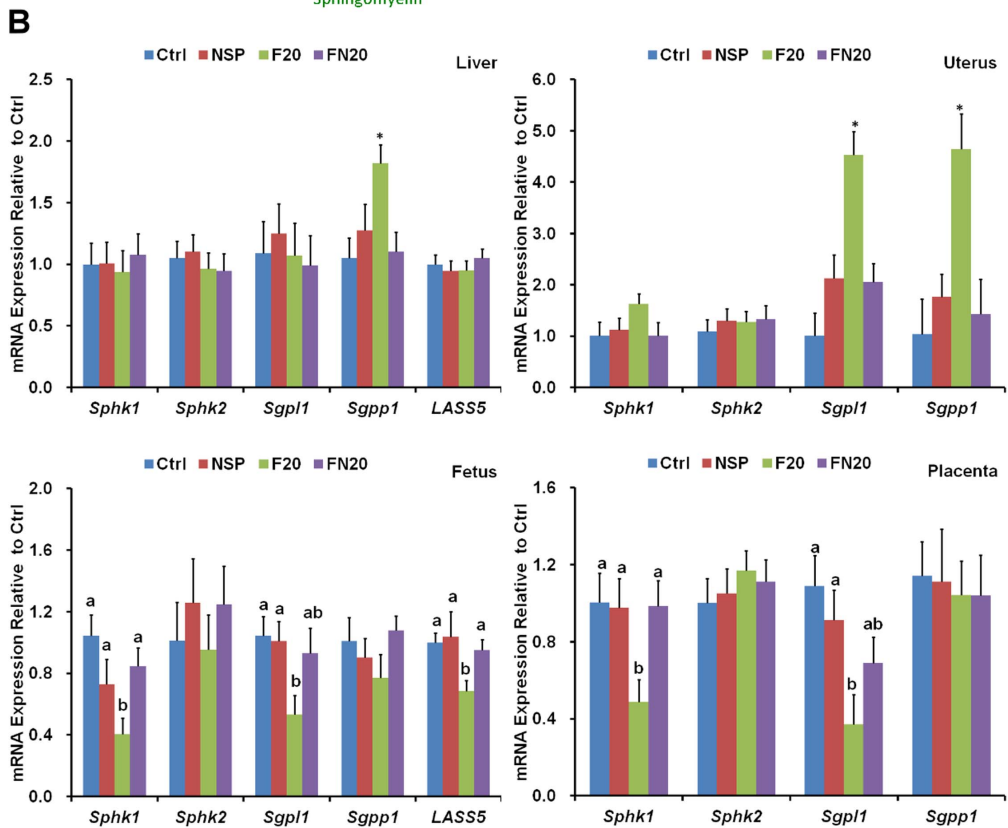 Sphingomyelin
B
Ctrl NSP F20 FN20
Liver
mRNA Expression Relative to Ctrl
2.5
2.0
1.5
1.0
0.5
0.0
*
Sphk1 Sphk2 Sgpl1 Sgpp1 LASS5
Ctrl NSP F20 FN20
Uterus
mRNA Expression Relative to Ctrl
6.0
5.0
4.0
3.0
2.0
1.0
0.0
* *
Sphk1 Sphk2 Sgpl1 Sgpp1
Ctrl NSP F20 FN20
Fetus
mRNA Expression Relative to Ctrl
2.0
1.6
1.2
0.8
0.4
0.0
a a b a a a b ab a a b a
Sphk1 Sphk2 Sgpl1 Sgpp1 LASS5
Ctrl NSP F20 FN20
Placenta
mRNA Expression Relative to Ctrl
1.6
1.2
0.8
0.4
0.0
a a b a a a b ab
Sphk1 Sphk2 Sgpl1 Sgpp1